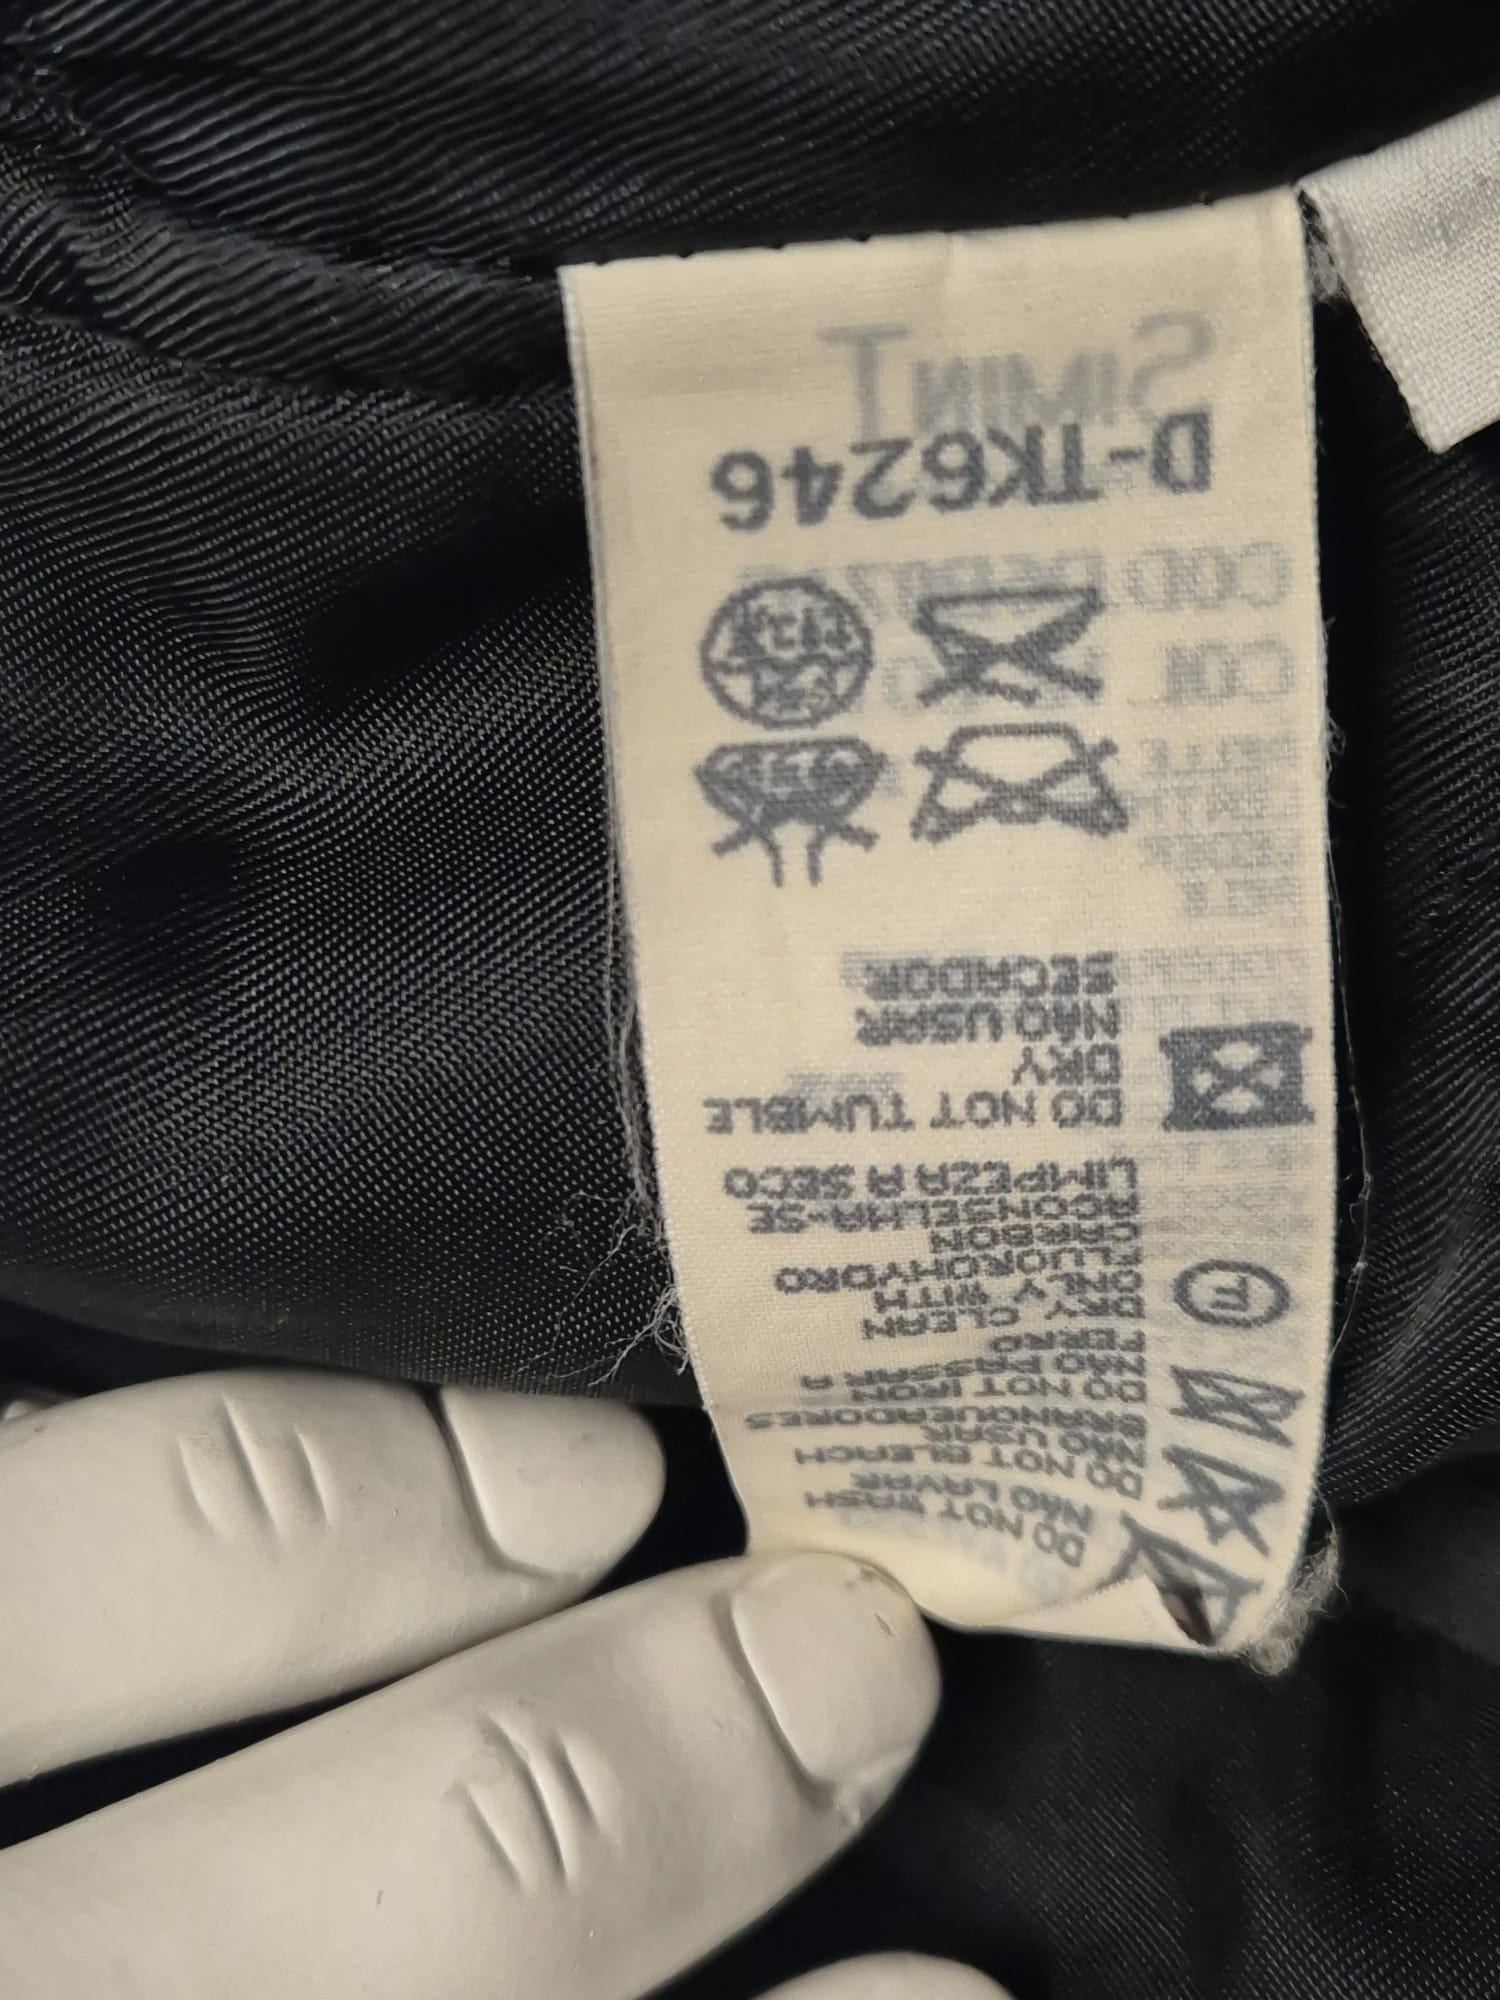 DO NOT WASH
NÃO LAVAR
DO NOT BLEACH
NÃO USAR
BRANQUEADORES
DO NOT IRON
NÃO PASSAR A
FERRO
DRY CLEAN
ONLY WITH
FLUOROHYDRO
CARBON
ACONSELHA-SE
LIMPEZA A SECO
F
DO NOT TUMBLE
DRY
NÃO USAR
SECADOR
D-TK6246
SIMINT